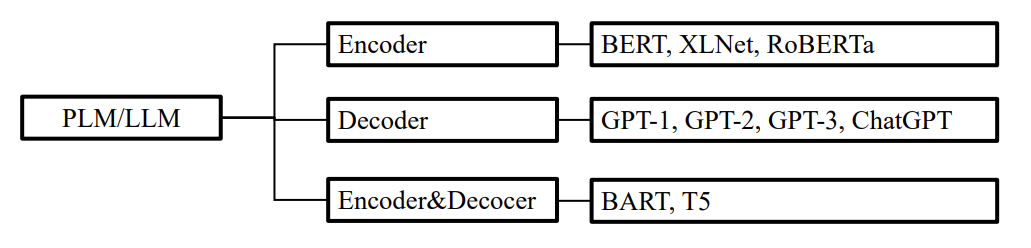 PLM/LLM
Encoder
BERT, XLNet, RoBERTa
Decoder
GPT-1, GPT-2, GPT-3, ChatGPT
Encoder&Decocer
BART, T5